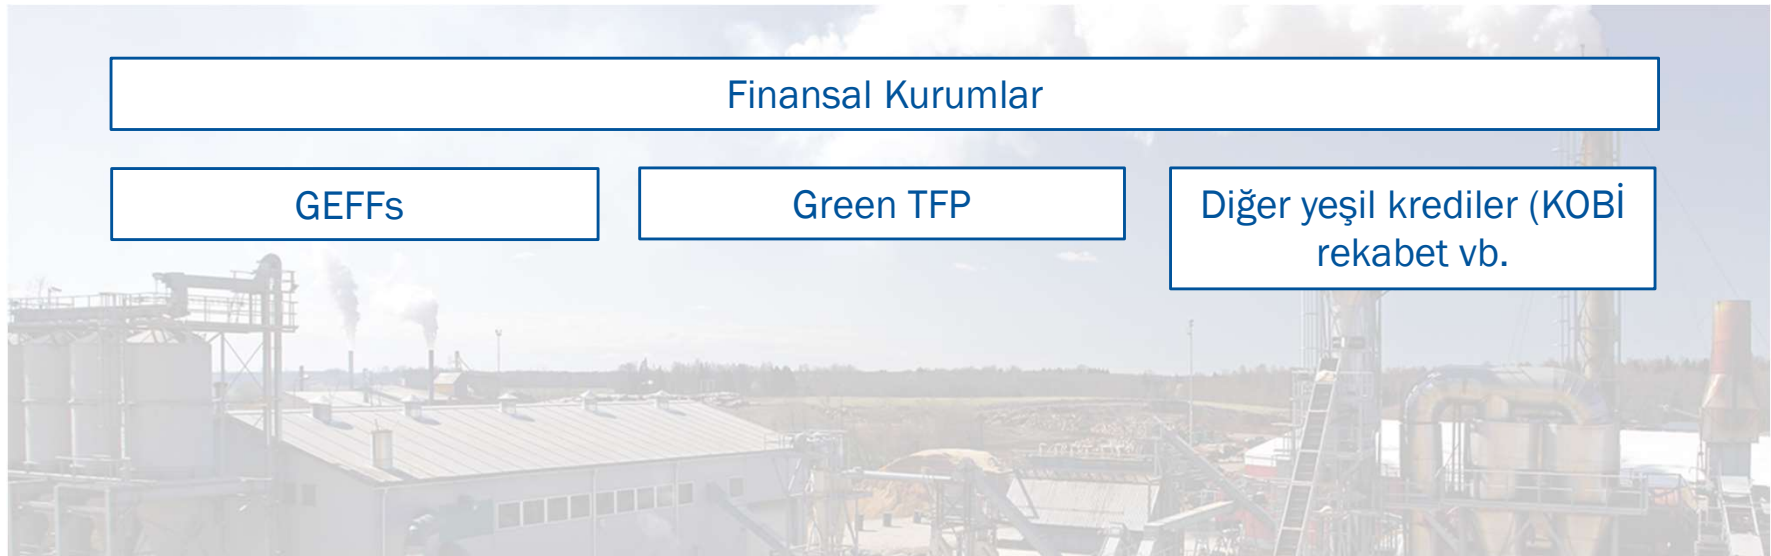 Finansal Kurumlar
GEFFs
Green TFP
Diğer yeşil krediler (KOBİ
rekabet vb.